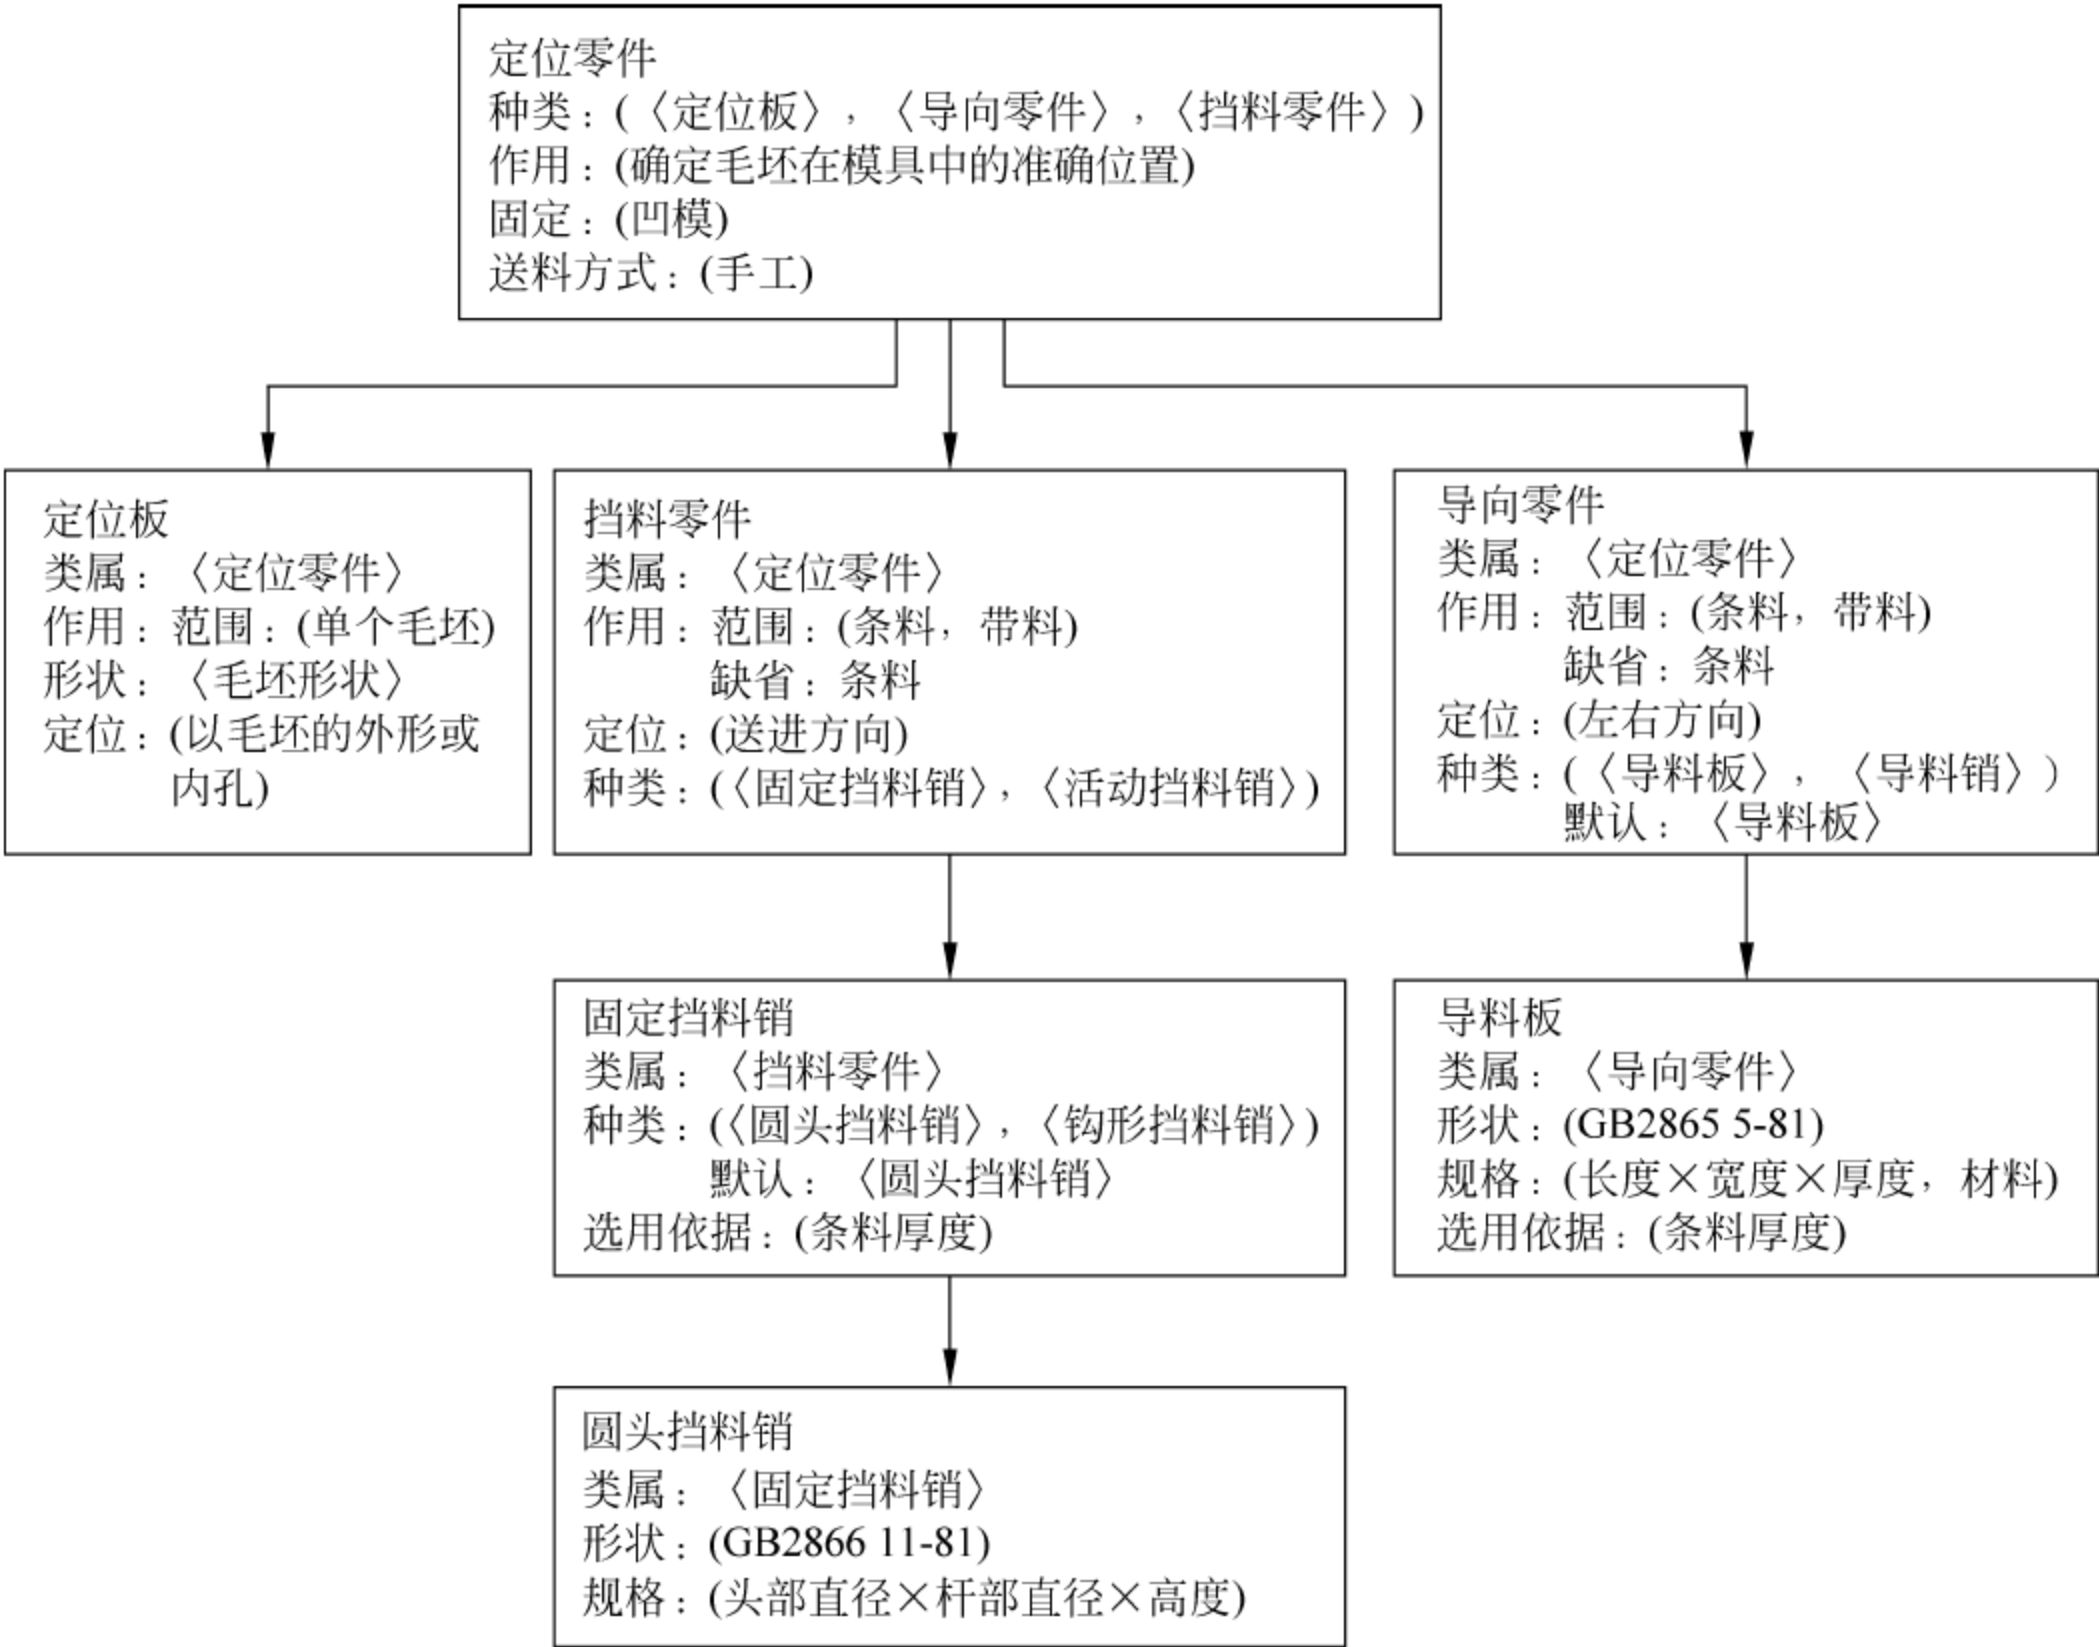 定位零件
种类：(〈定位板〉，〈导向零件〉，〈挡料零件〉)
作用：(确定毛坯在模具中的准确位置)
固定：(凹模)
送料方式：(手工)
定位板
类属：〈定位零件〉
作用：范围：(单个毛坯)
形状：〈毛坯形状〉
定位：(以毛坯的外形或
内孔)
挡料零件
类属：〈定位零件〉
作用：范围：(条料，带料)
缺省：条料
定位：(送进方向)
种类：(〈固定挡料销〉，〈活动挡料销〉)
导向零件
类属：〈定位零件〉
作用：范围：(条料，带料)
缺省：条料
定位：(左右方向)
种类：(〈导料板〉，〈导料销〉)
默认：〈导料板〉
固定挡料销
类属：〈挡料零件〉
种类：(〈圆头挡料销〉，〈钩形挡料销〉)
默认：〈圆头挡料销〉
选用依据：(条料厚度)
导料板
类属：〈导向零件〉
形状：(GB2865 5-81)
规格：(长度×宽度×厚度，材料)
选用依据：(条料厚度)
圆头挡料销
类属：〈固定挡料销〉
形状：(GB2866 11-81)
规格：(头部直径×杆部直径×高度)